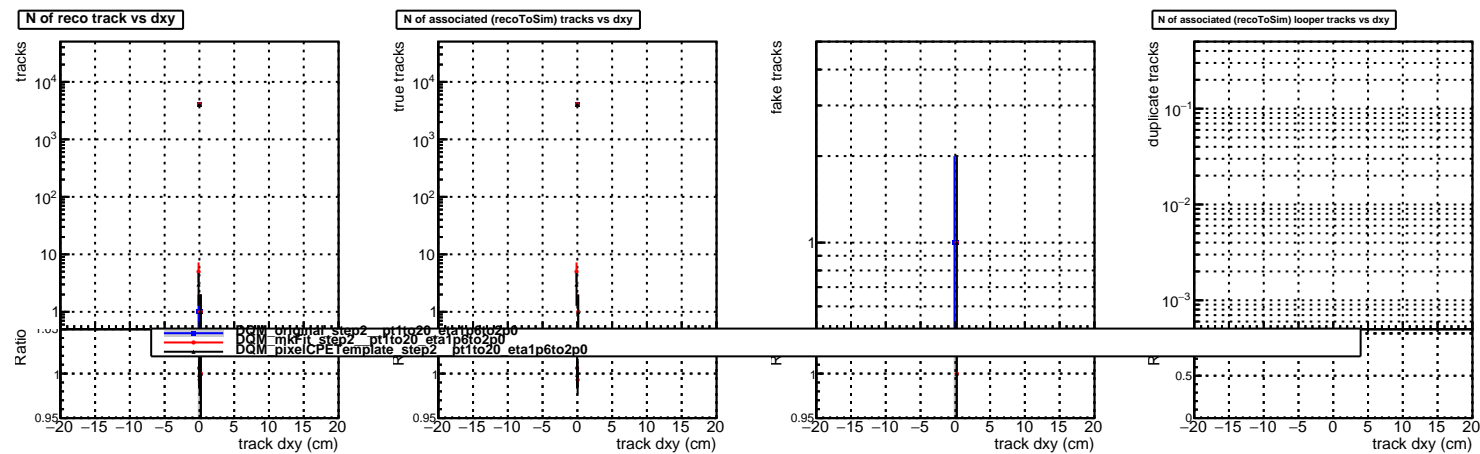 N of reco track vs dxy
N of associated (recoToSim) tracks vs dxy
N of associated (recoToSim) looper tracks vs dxy
tracks
10⁴
10³
10²
10
1
Ratio
1
0.95
−20 −15 −10 −5 0 5 10 15 20
track dxy (cm)
true tracks
10⁴
10³
10²
10
1
1
0.95
−20 −15 −10 −5 0 5 10 15 20
track dxy (cm)
fake tracks
1
1
0.95
−20 −15 −10 −5 0 5 10 15 20
track dxy (cm)
duplicate tracks
10⁻¹
10⁻²
10⁻³
0.5
0
−20 −15 −10 −5 0 5 10 15 20
track dxy (cm)
DQM_original_step2__pt1to20_eta1p6to2p0
DQM_mkFit_step2__pt1to20_eta1p6to2p0
DQM_pixelCPETemplate_step2__pt1to20_eta1p6to2p0